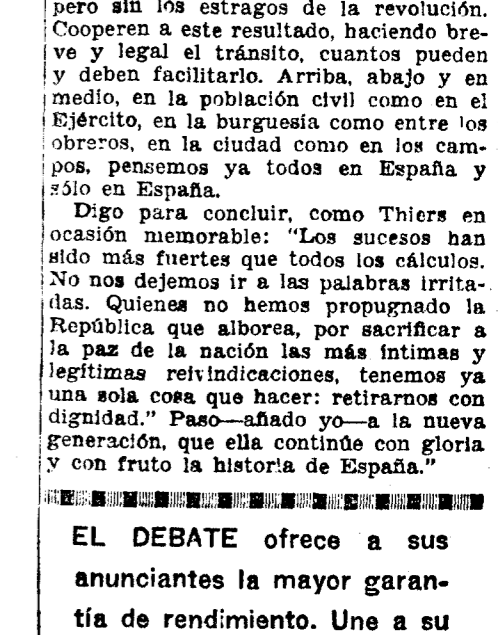 pero sin los estragos de la revolución.
Cooperen a este resultado, haciendo bre-
ve y legal el tránsito, cuantos pueden
y deben facilitarlo. Arriba, abajo y en
medio, en la población civil como en el
Ejército, en la burguesía como entre los
obreros, en la ciudad como en los cam-
pos, pensemos ya todos en España y
sólo en España.
Digo para concluir, como Thiers en
ocasión memorable: "Los sucesos han
sido más fuertes que todos los cálculos.
No nos dejemos ir a las palabras irrita-
das. Quienes no hemos propugnado la
República que alborea, por sacrificar a
la paz de la nación las más íntimas y
legítimas reivindicaciones, tenemos ya
una sola cosa que hacer: retirarnos con
dignidad." Paso—añado yo—a la nueva
generación, que ella continúe con gloria
y con fruto la historia de España."
EL DEBATE ofrece a sus
anunciantes la mayor garan-
tía de rendimiento. Une a su